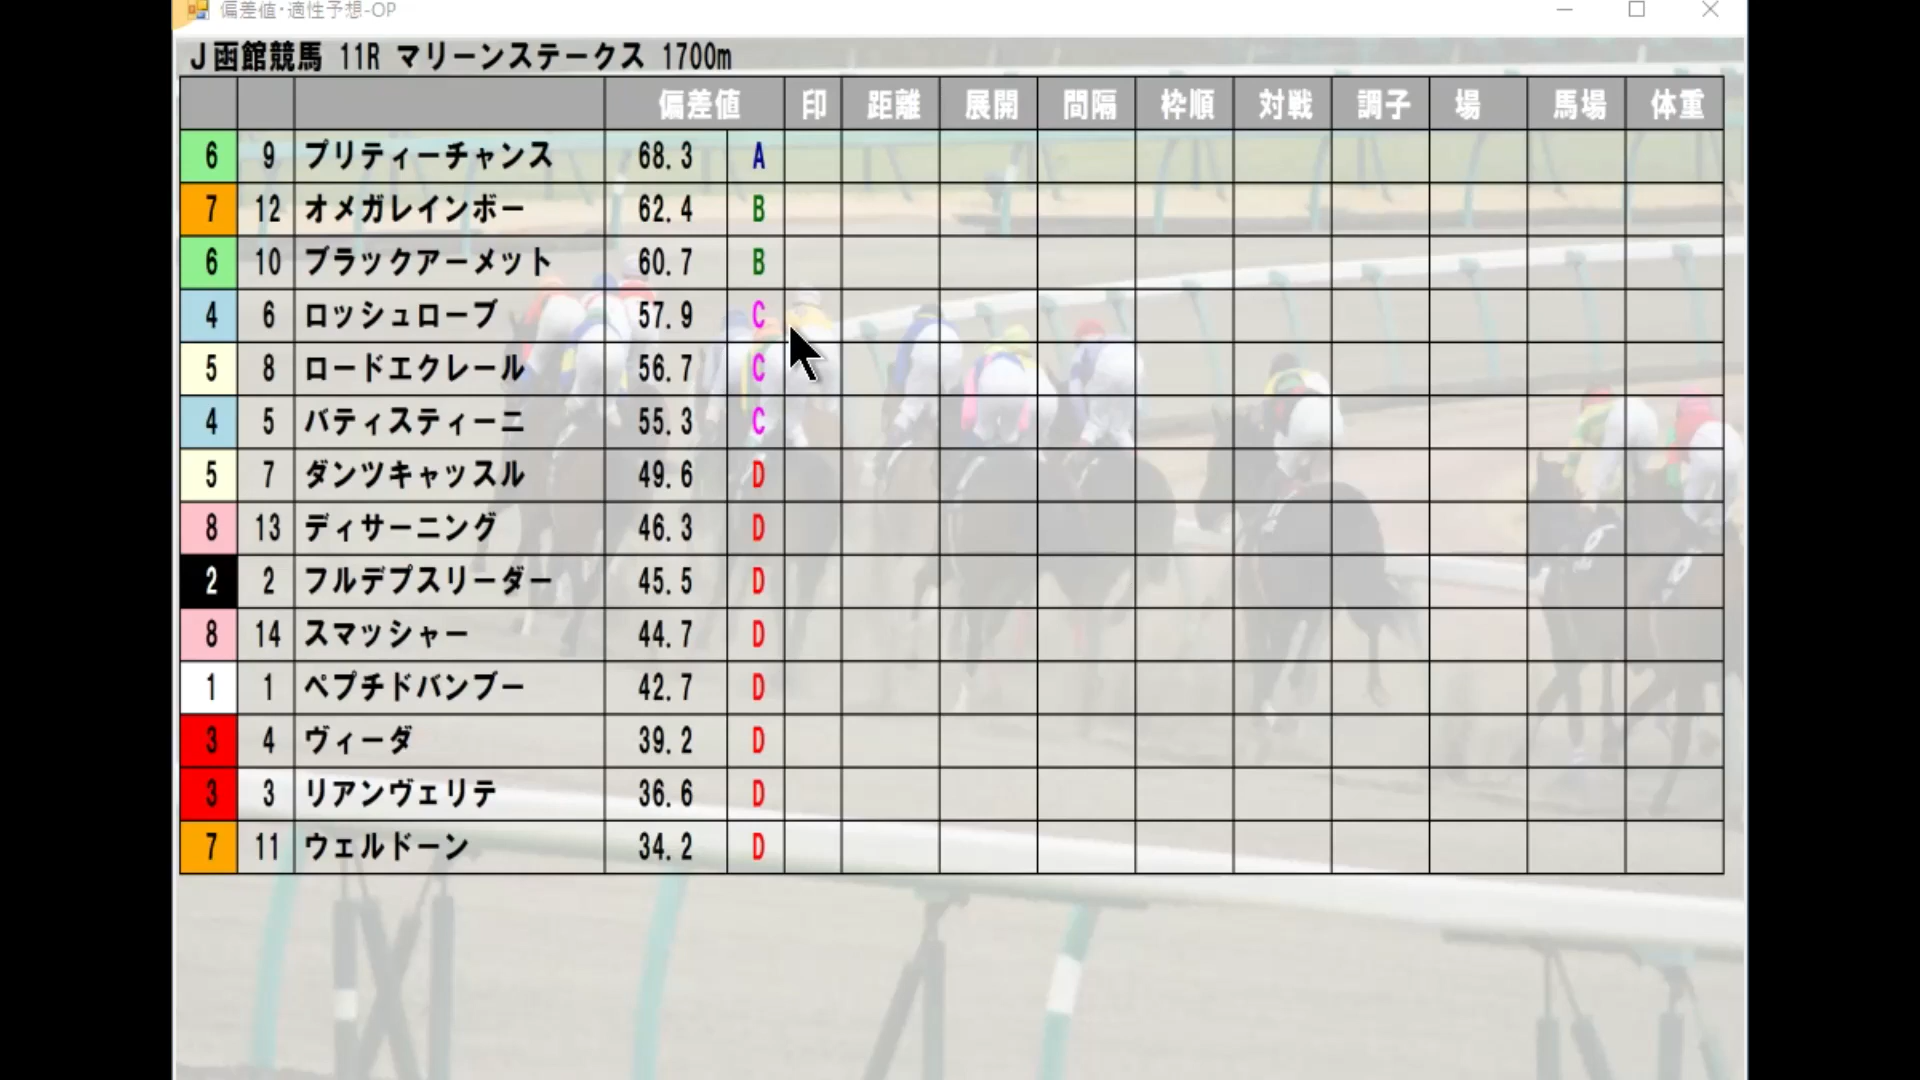 偏差値・適性予想-OP
J函館競馬 11R マリーンステークス 1700m
偏差値 印 距離 展開 間隔 枠順 対戦 調子 場 馬場 体重
6 9 プリティーチャンス 68.3 A
7 12 オメガレインボー 62.4 B
6 10 ブラックアーメット 60.7 B
4 6 ロッシュローブ 57.9 C
5 8 ロードエクレール 56.7 C
4 5 バティスティーニ 55.3 C
5 7 ダンツキャッスル 49.6 D
8 13 ディサーニング 46.3 D
2 2 フルデプスリーダー 45.5 D
8 14 スマッシャー 44.7 D
1 1 ペプチドバンブー 42.7 D
3 4 ヴィーダ 39.2 D
3 3 リアンヴェリテ 36.6 D
7 11 ウェルドーン 34.2 D